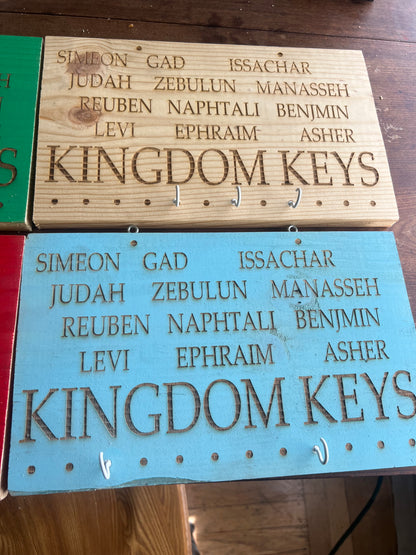 SIMEON GAD ISSACHAR
JUDAH ZEBULUN MANASSEH
REUBEN NAPHTALI BENJMIN
LEVI EPHRAIM ASHER
KINGDOM KEYS
SIMEON GAD ISSACHAR
JUDAH ZEBULUN MANASSEH
REUBEN NAPHTALI BENJMIN
LEVI EPHRAIM ASHER
KINGDOM KEYS